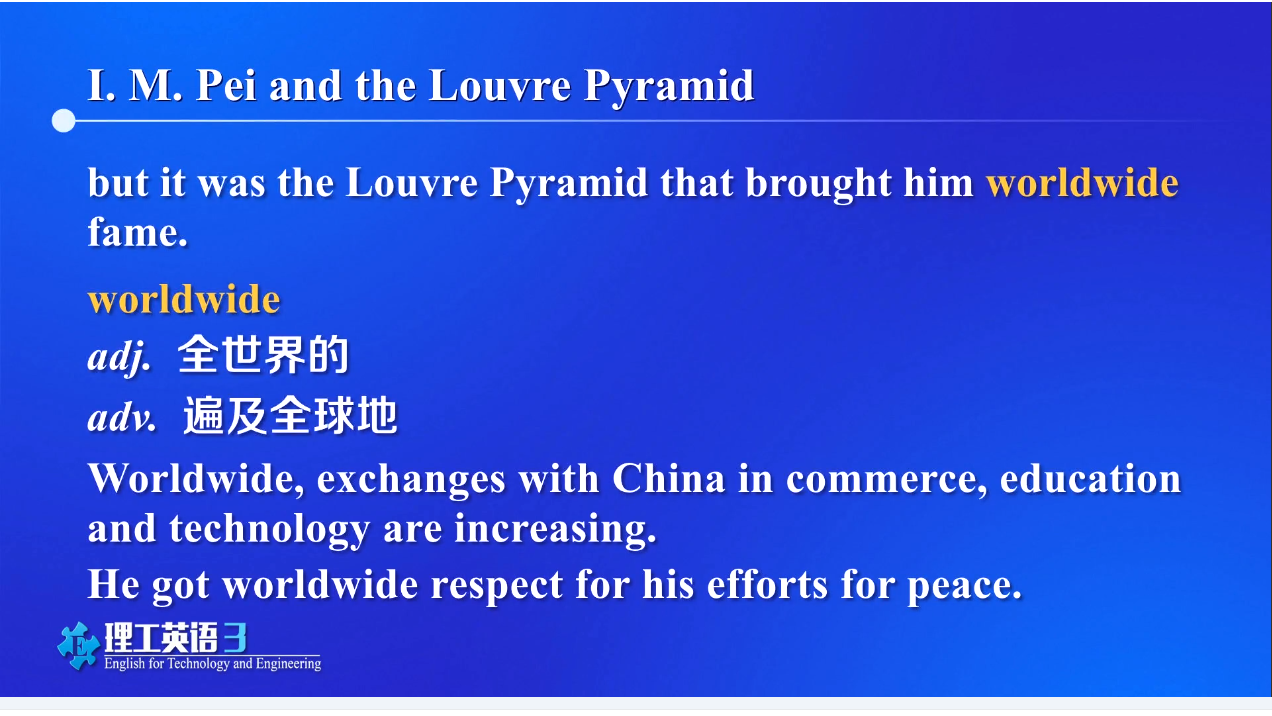 I. M. Pei and the Louvre Pyramid
but it was the Louvre Pyramid that brought him worldwide
fame.
worldwide
adj. 全世界的
adv. 遍及全球地
Worldwide, exchanges with China in commerce, education
and technology are increasing.
He got worldwide respect for his efforts for peace.
E 理工英语 3
English for Technology and Engineering